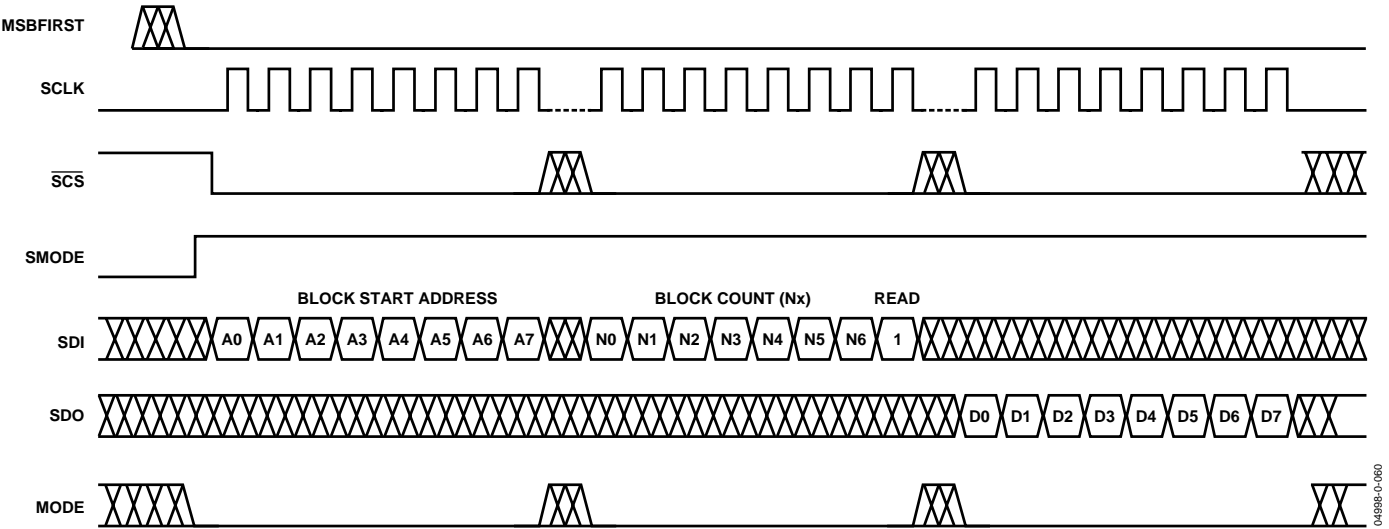 MSBFIRST
SCLK
SCS
SMODE
BLOCK START ADDRESS BLOCK COUNT (Nx) READ
SDI A0 A1 A2 A3 A4 A5 A6 A7 N0 N1 N2 N3 N4 N5 N6 1
SDO D0 D1 D2 D3 D4 D5 D6 D7
MODE
04998-0-060